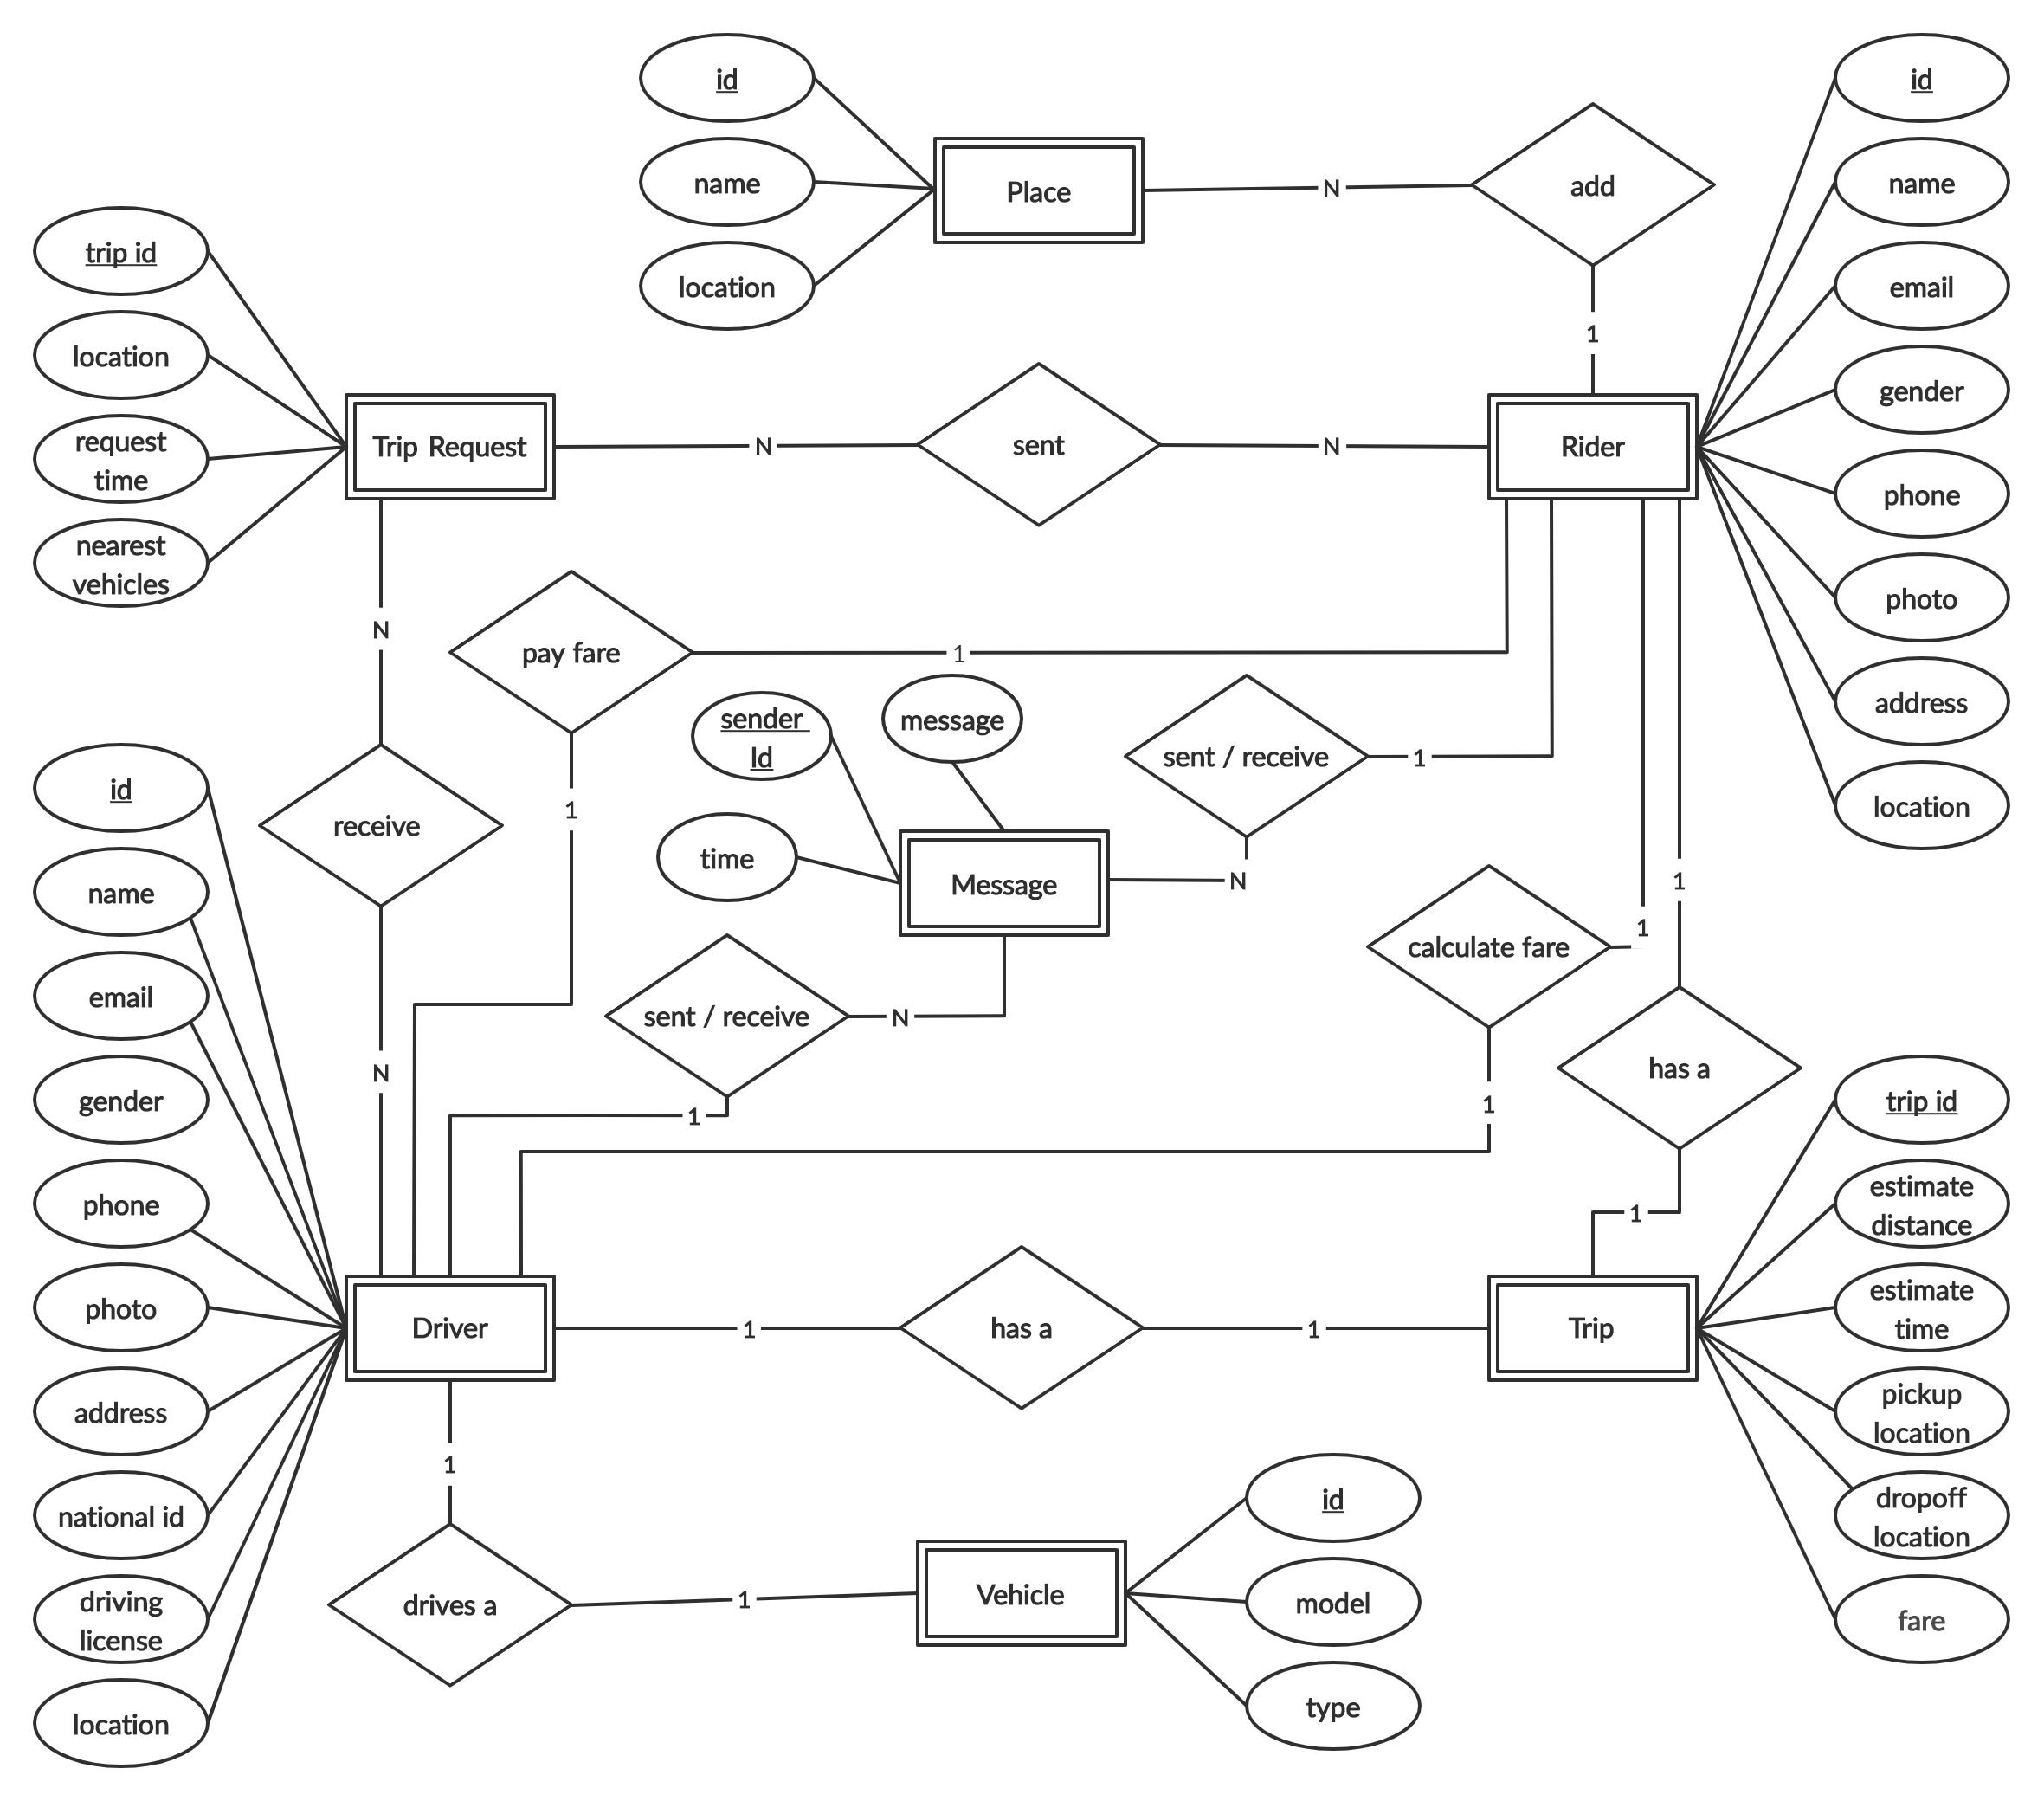 id
name
location
Place
N
add
1
id
name
email
gender
phone
photo
address
location
Rider
trip id
location
request
time
nearest
vehicles
Trip Request
N
sent
N
N
receive
N
pay fare
1
1
sender
Id
message
time
Message
sent / receive
1
N
sent / receive
N
1
calculate fare
1
1
1
has a
1
id
name
email
gender
phone
photo
address
national id
driving
license
location
Driver
1
has a
1
Trip
trip id
estimate
distance
estimate
time
pickup
location
dropoff
location
fare
1
drives a
1
Vehicle
id
model
type